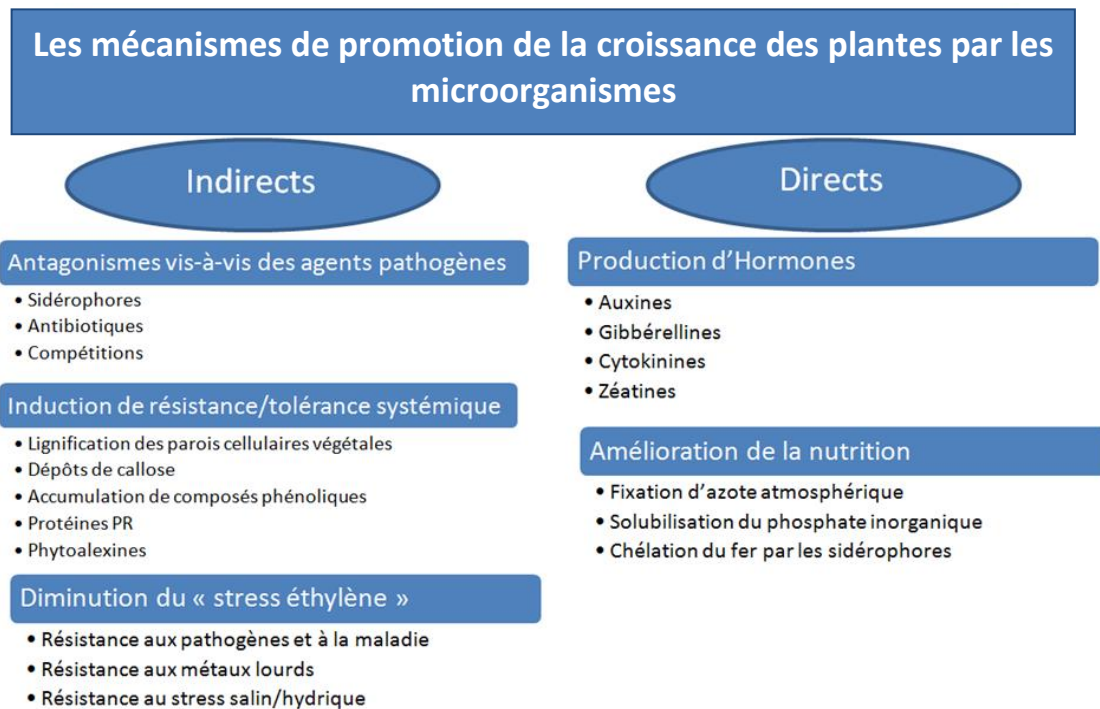 Les mécanismes de promotion de la croissance des plantes par les
microorganismes
Indirects
Antagonismes vis-à-vis des agents pathogènes
• Sidérophores
• Antibiotiques
• Compétitions
Induction de résistance/tolérance systémique
• Lignification des parois cellulaires végétales
• Dépôts de callose
• Accumulation de composés phénoliques
• Protéines PR
• Phytoalexines
Diminution du « stress éthylène »
• Résistance aux pathogènes et à la maladie
• Résistance aux métaux lourds
• Résistance au stress salin/hydrique
Directs
Production d’Hormones
• Auxines
• Gibbérellines
• Cytokinines
• Zéatines
Amélioration de la nutrition
• Fixation d’azote atmosphérique
• Solubilisation du phosphate inorganique
• Chélation du fer par les sidérophores